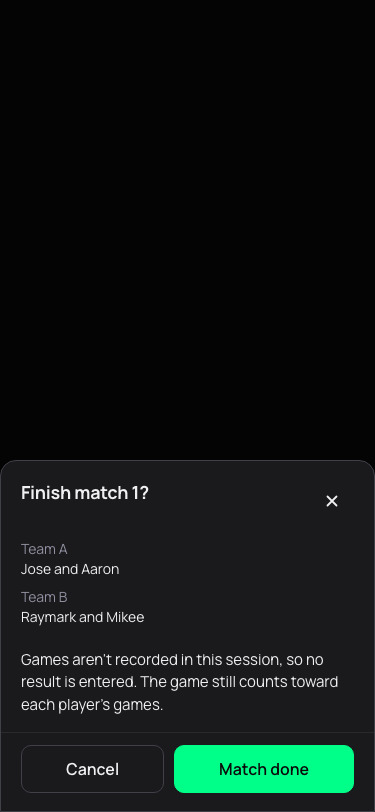 Finish match 1?
Team A
Jose and Aaron
Team B
Raymark and Mikee
Games aren't recorded in this session, so no
result is entered. The game still counts toward
each player's games.
Cancel
Match done